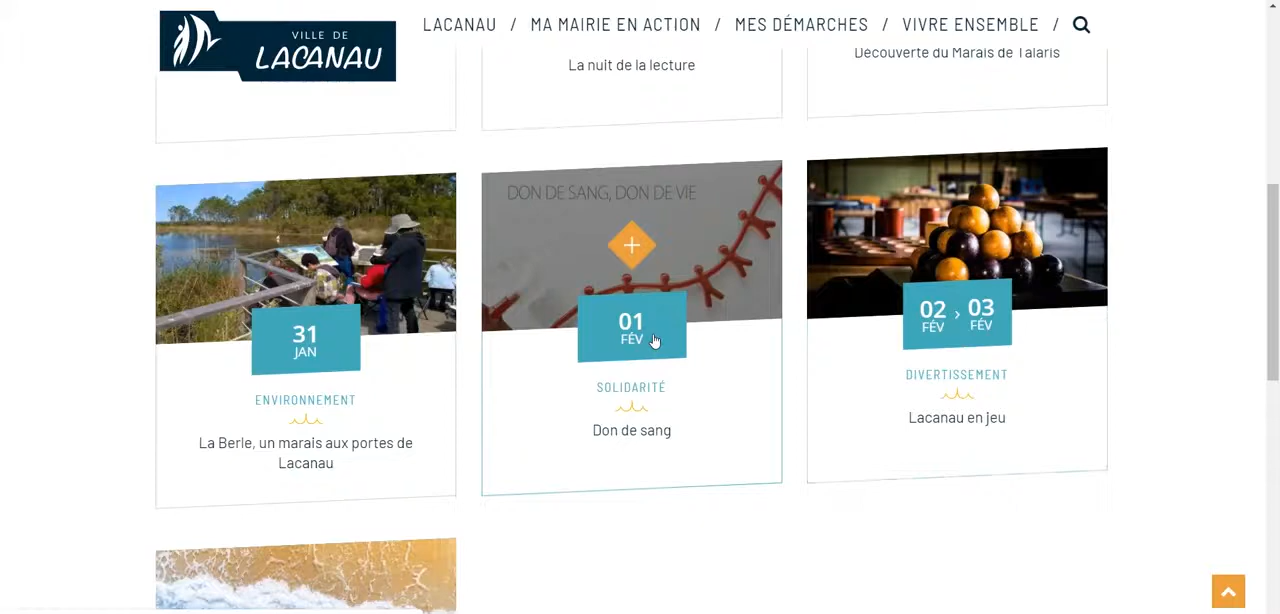 VILLE DE
LACANAU
LACANAU / MA MAIRIE EN ACTION / MES DÉMARCHES / VIVRE ENSEMBLE /
La nuit de la lecture
Découverte du Marais de Talaris
31
JAN
ENVIRONNEMENT
La Berle, un marais aux portes de
Lacanau
DON DE SANG, DON DE VIE
01
FÉV
SOLIDARITÉ
Don de sang
02 › 03
FÉV FÉV
DIVERTISSEMENT
Lacanau en jeu